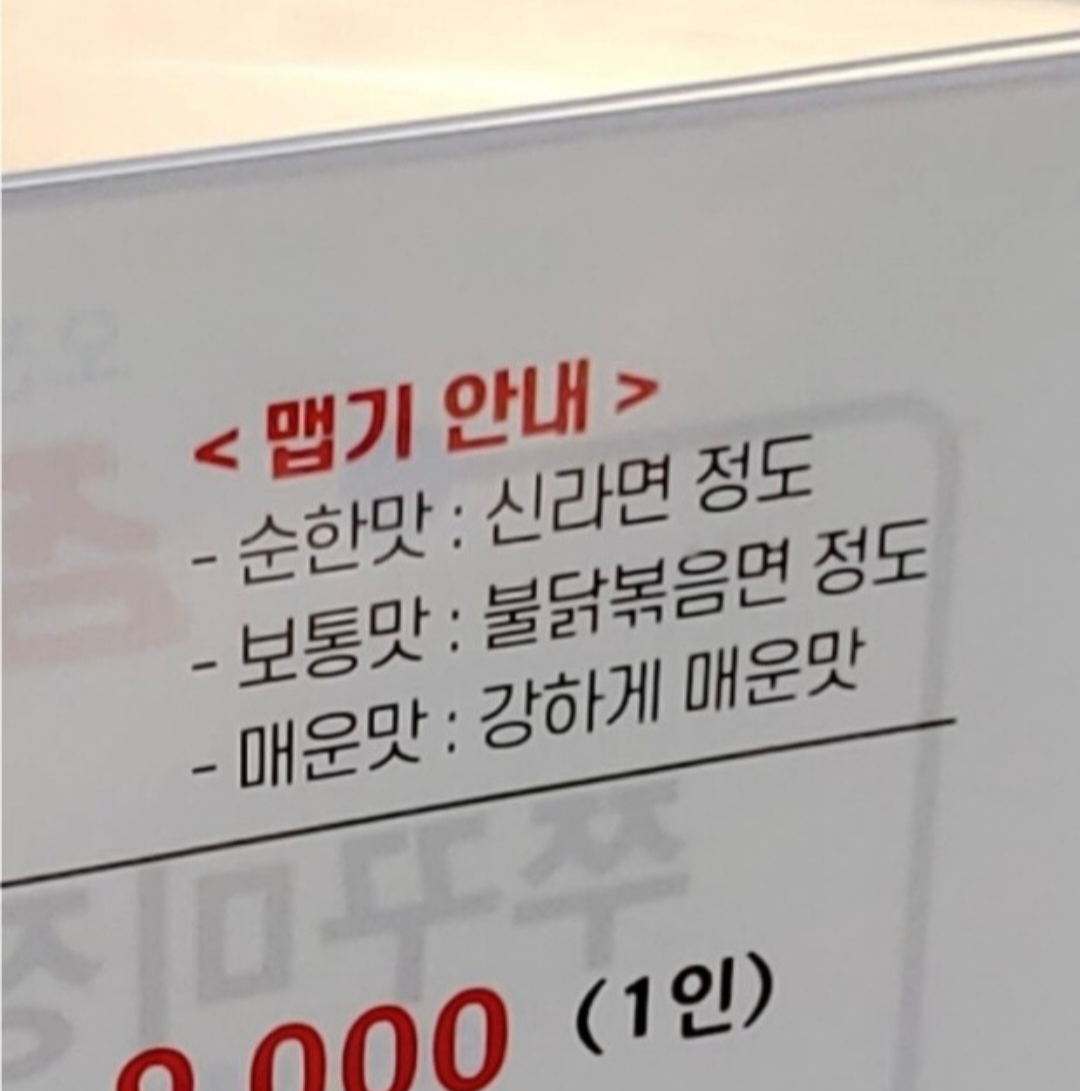 < 맵기 안내 >
- 순한맛 : 신라면 정도
- 보통맛 : 불닭볶음면 정도
- 매운맛 : 강하게 매운맛
,000 (1인)